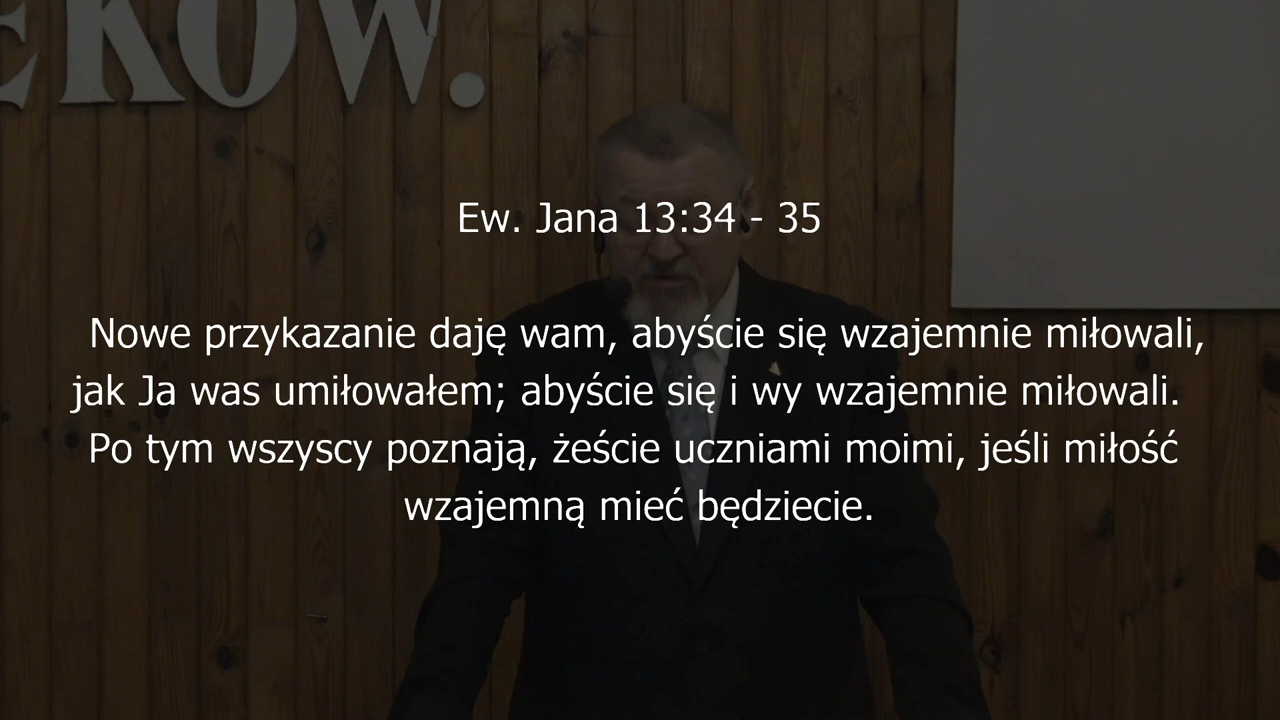 EKÓW.
Ew. Jana 13:34 - 35
Nowe przykazanie daję wam, abyście się wzajemnie miłowali,
jak Ja was umiłowałem; abyście się i wy wzajemnie miłowali.
Po tym wszyscy poznają, żeście uczniami moimi, jeśli miłość
wzajemną mieć będziecie.